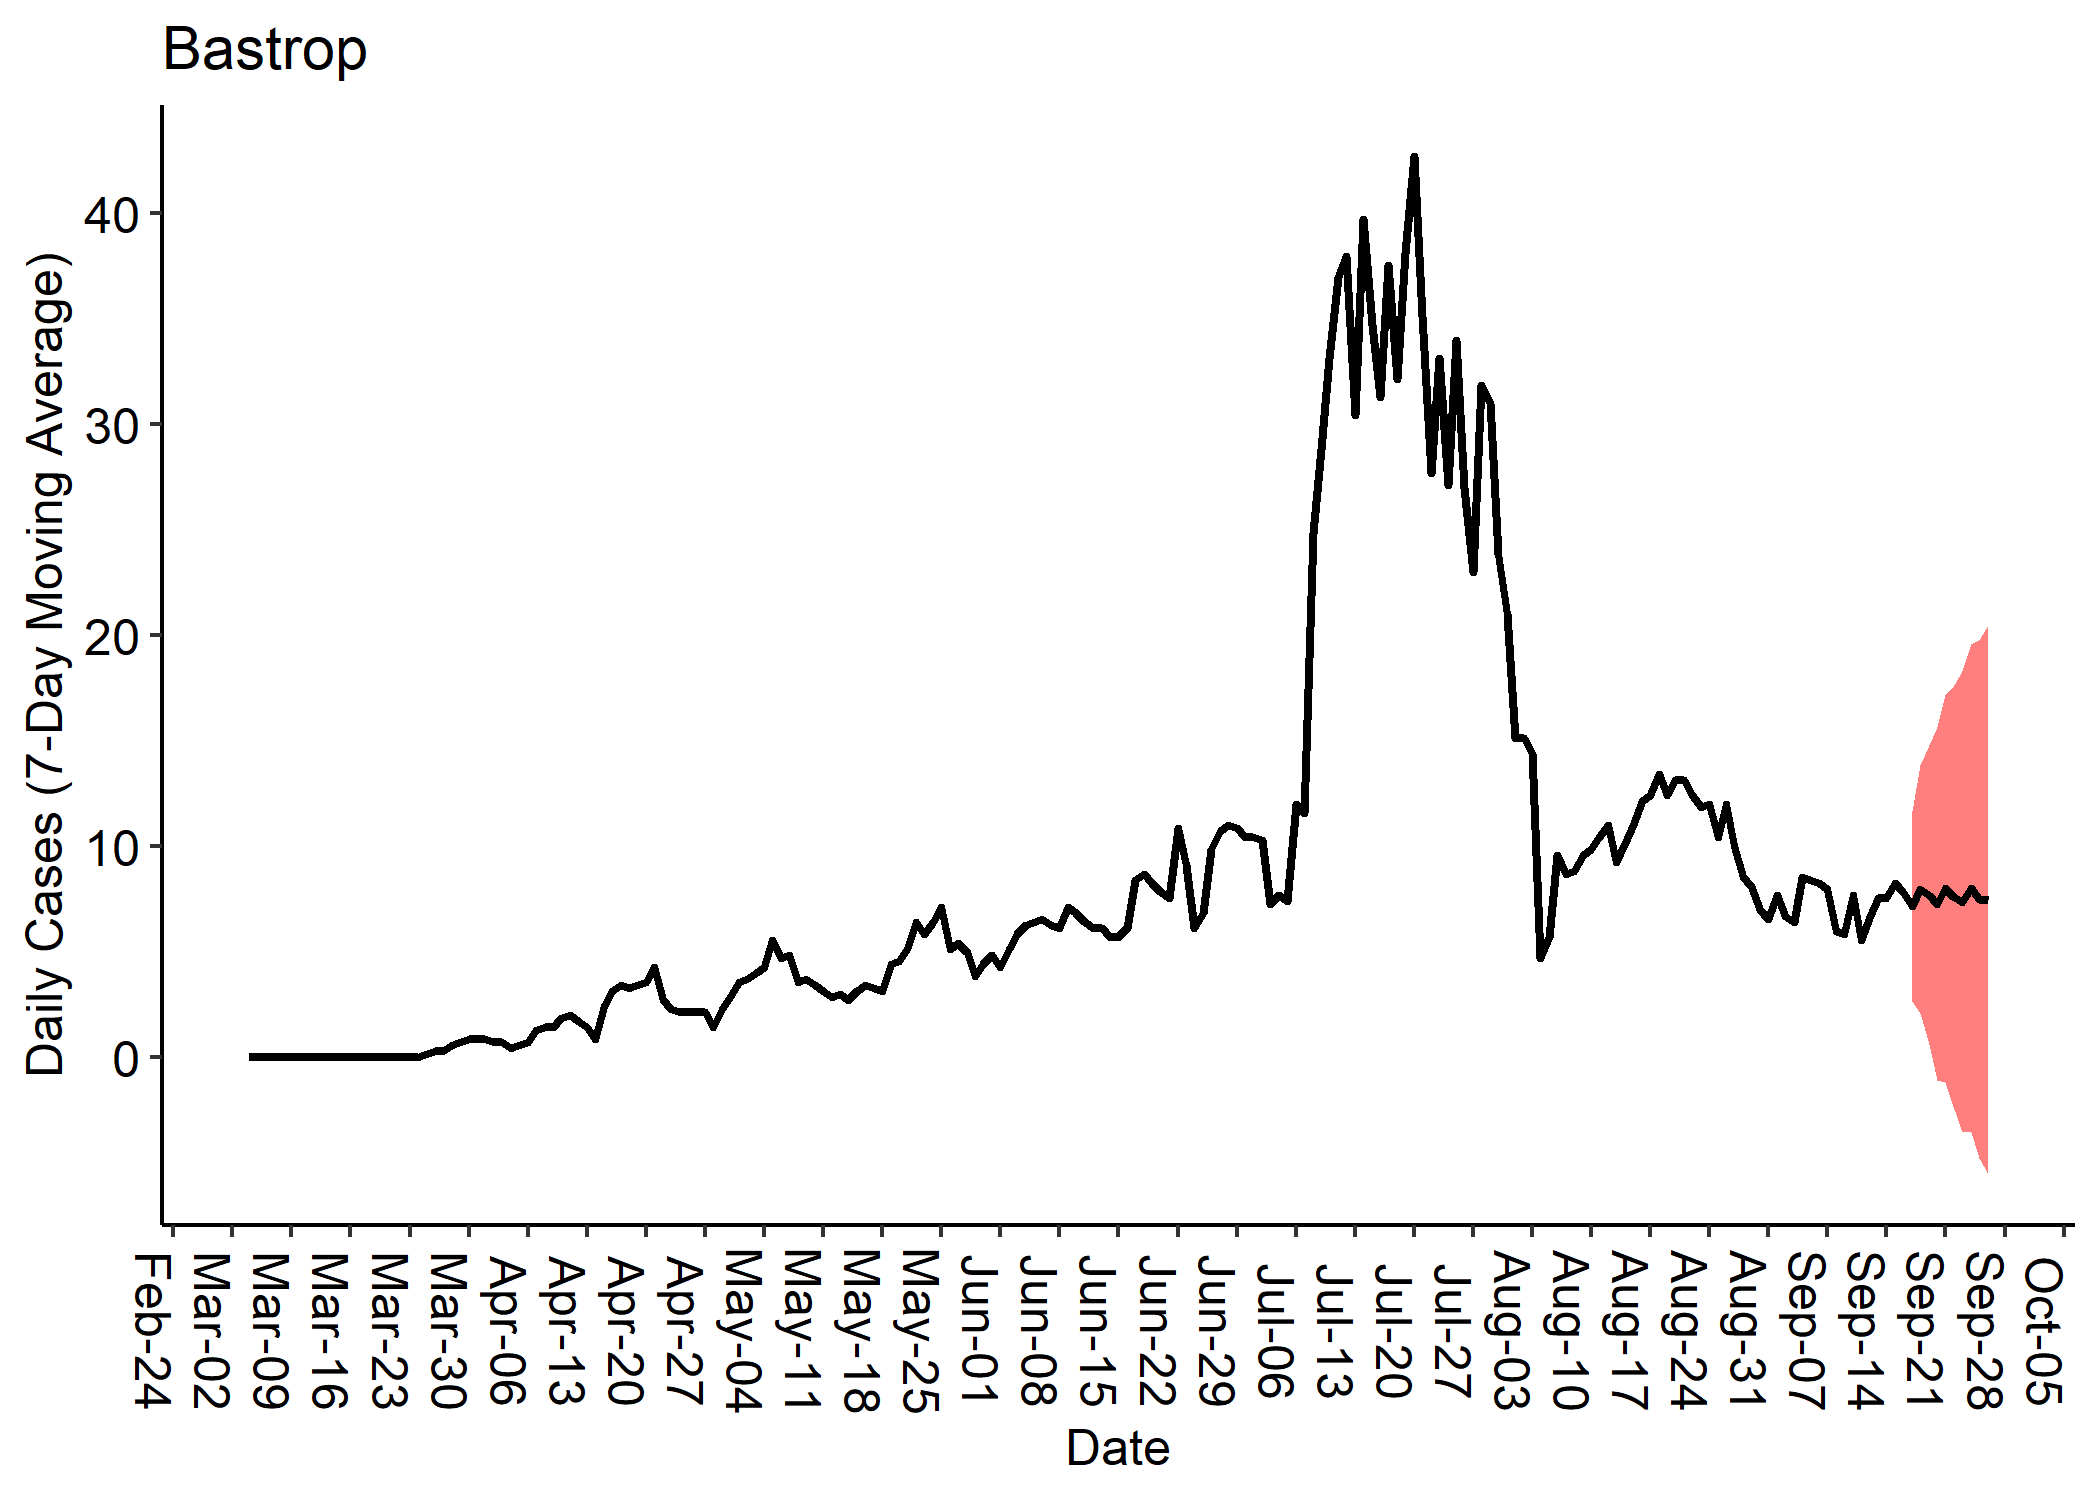 Bastrop
Daily Cases (7-Day Moving Average)
40
30
20
10
0
Feb-24
Mar-02
Mar-09
Mar-16
Mar-23
Mar-30
Apr-06
Apr-13
Apr-20
Apr-27
May-04
May-11
May-18
May-25
Jun-01
Jun-08
Jun-15
Jun-22
Jun-29
Jul-06
Jul-13
Jul-20
Jul-27
Aug-03
Aug-10
Aug-17
Aug-24
Aug-31
Sep-07
Sep-14
Sep-21
Sep-28
Oct-05
Date